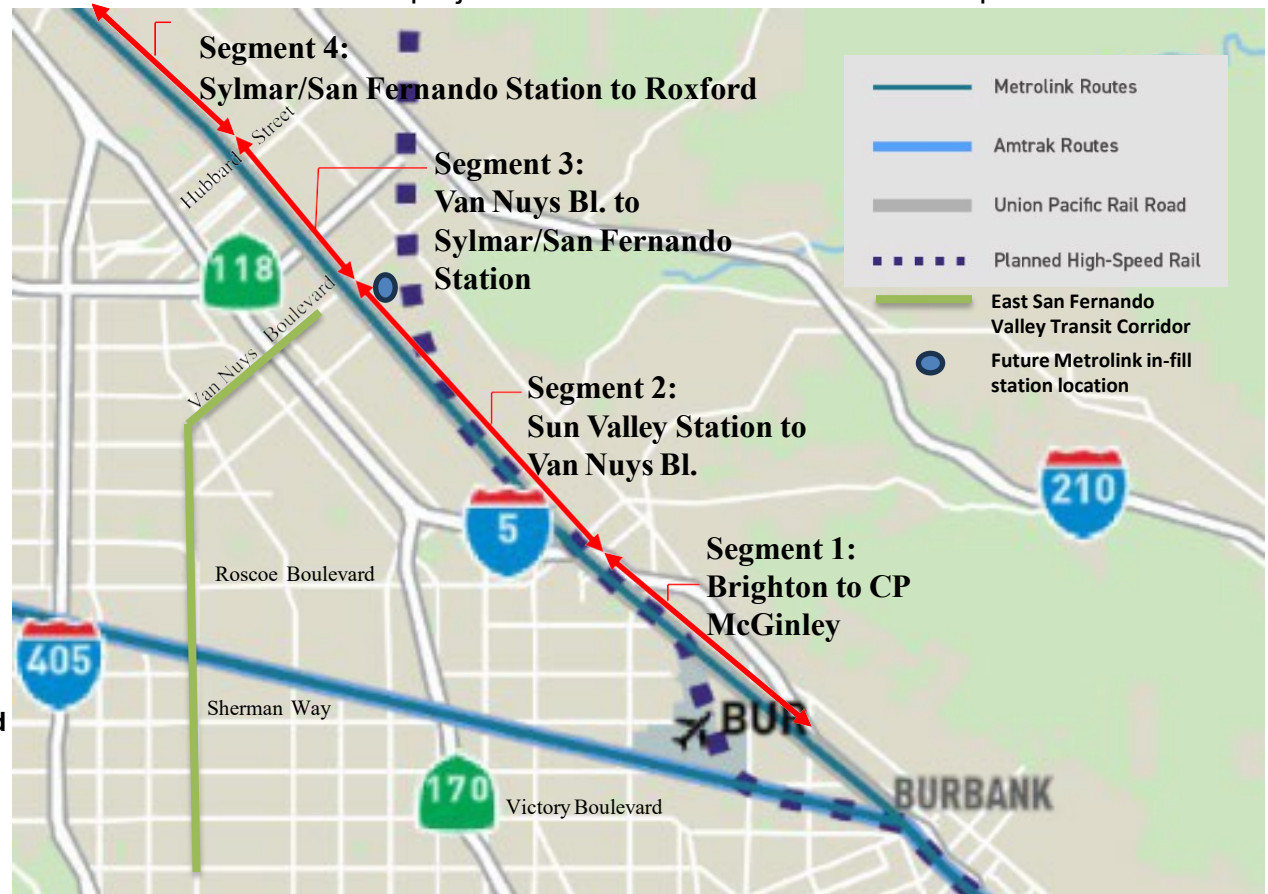 Segment 4:
Sylmar/San Fernando Station to Roxford
Hubbard Street
Segment 3:
Van Nuys Bl. to
Sylmar/San Fernando
Station
118
Van Nuys Boulevard
Segment 2:
Sun Valley Station to
Van Nuys Bl.
5
210
Segment 1:
Brighton to CP
McGinley
Roscoe Boulevard
405
Sherman Way
BUR
170
Victory Boulevard
BURBANK
Metrolink Routes
Amtrak Routes
Union Pacific Rail Road
Planned High-Speed Rail
East San Fernando
Valley Transit Corridor
Future Metrolink in-fill
station location